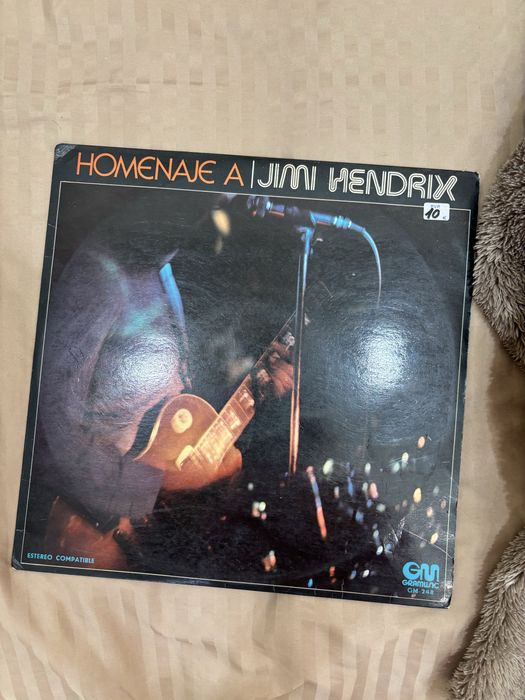 HOMENAJE A JIMI HENDRIX
10
ESTEREO COMPATIBLE
GM
GRAMUSIC
GM 248